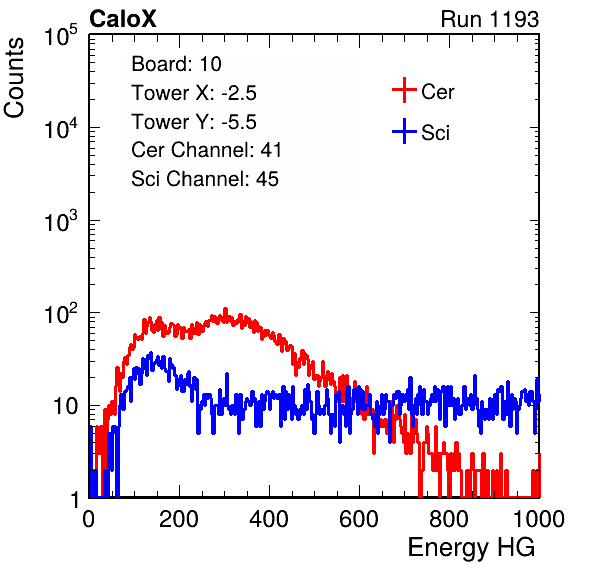 CaloX
Run 1193
Counts
Board: 10
Tower X: -2.5
Tower Y: -5.5
Cer Channel: 41
Sci Channel: 45
Cer
Sci
10^5
10^4
10^3
10^2
10
1
0 200 400 600 800 1000
Energy HG